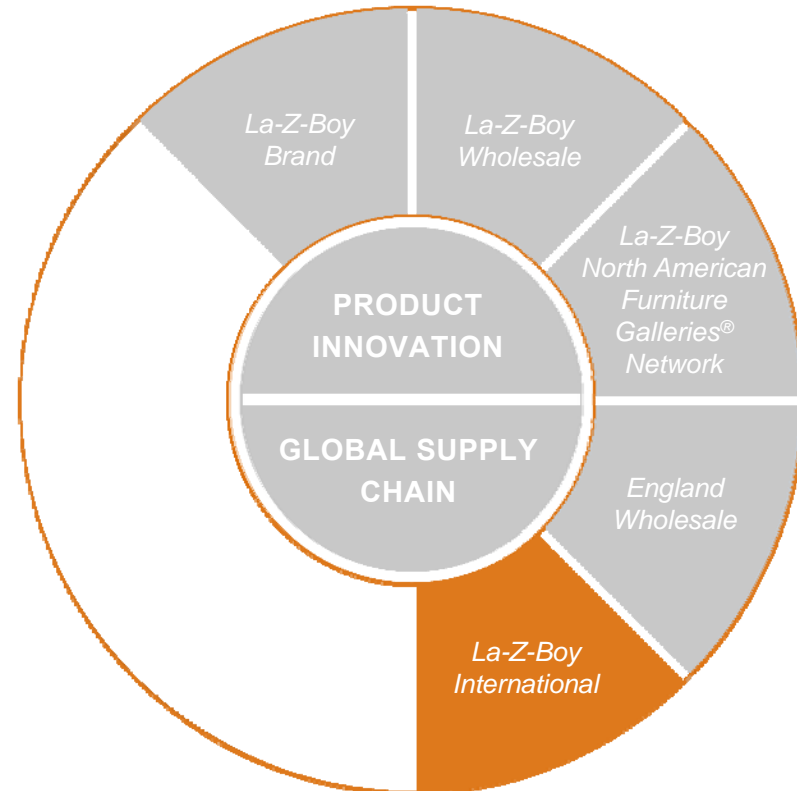 La-Z-Boy
Brand
La-Z-Boy
Wholesale
La-Z-Boy
North American
Furniture
Galleries®
Network
PRODUCT
INNOVATION
GLOBAL SUPPLY
CHAIN
England
Wholesale
La-Z-Boy
International